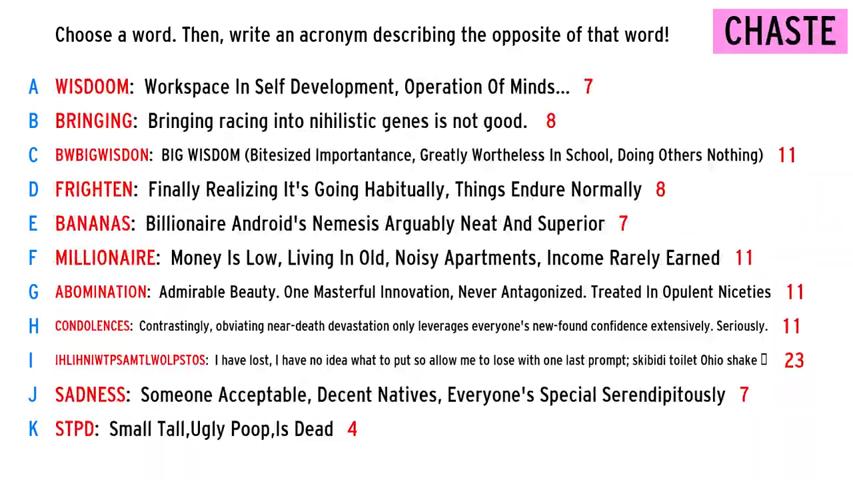 Choose a word. Then, write an acronym describing the opposite of that word! CHASTE
A WISDOOM: Workspace In Self Development, Operation Of Minds... 7
B BRINGING: Bringing racing into nihilistic genes is not good. 8
C BWBIGWISDON: BIG WISDOM (Bitesized Importantance, Greatly Wortheless In School, Doing Others Nothing) 11
D FRIGHTEN: Finally Realizing It's Going Habitually, Things Endure Normally 8
E BANANAS: Billionaire Android's Nemesis Arguably Neat And Superior 7
F MILLIONAIRE: Money Is Low, Living In Old, Noisy Apartments, Income Rarely Earned 11
G ABOMINATION: Admirable Beauty. One Masterful Innovation, Never Antagonized. Treated In Opulent Niceties 11
H CONDOLENCES: Contrastingly, obviating near-death devastation only leverages everyone's new-found confidence extensively. Seriously. 11
I IHLIHNIWTPSAMTLWOLPSTOS: I have lost, I have no idea what to put so allow me to lose with one last prompt; skibidi toilet Ohio shake ▯ 23
J SADNESS: Someone Acceptable, Decent Natives, Everyone's Special Serendipitously 7
K STPD: Small Tall,Ugly Poop,Is Dead 4